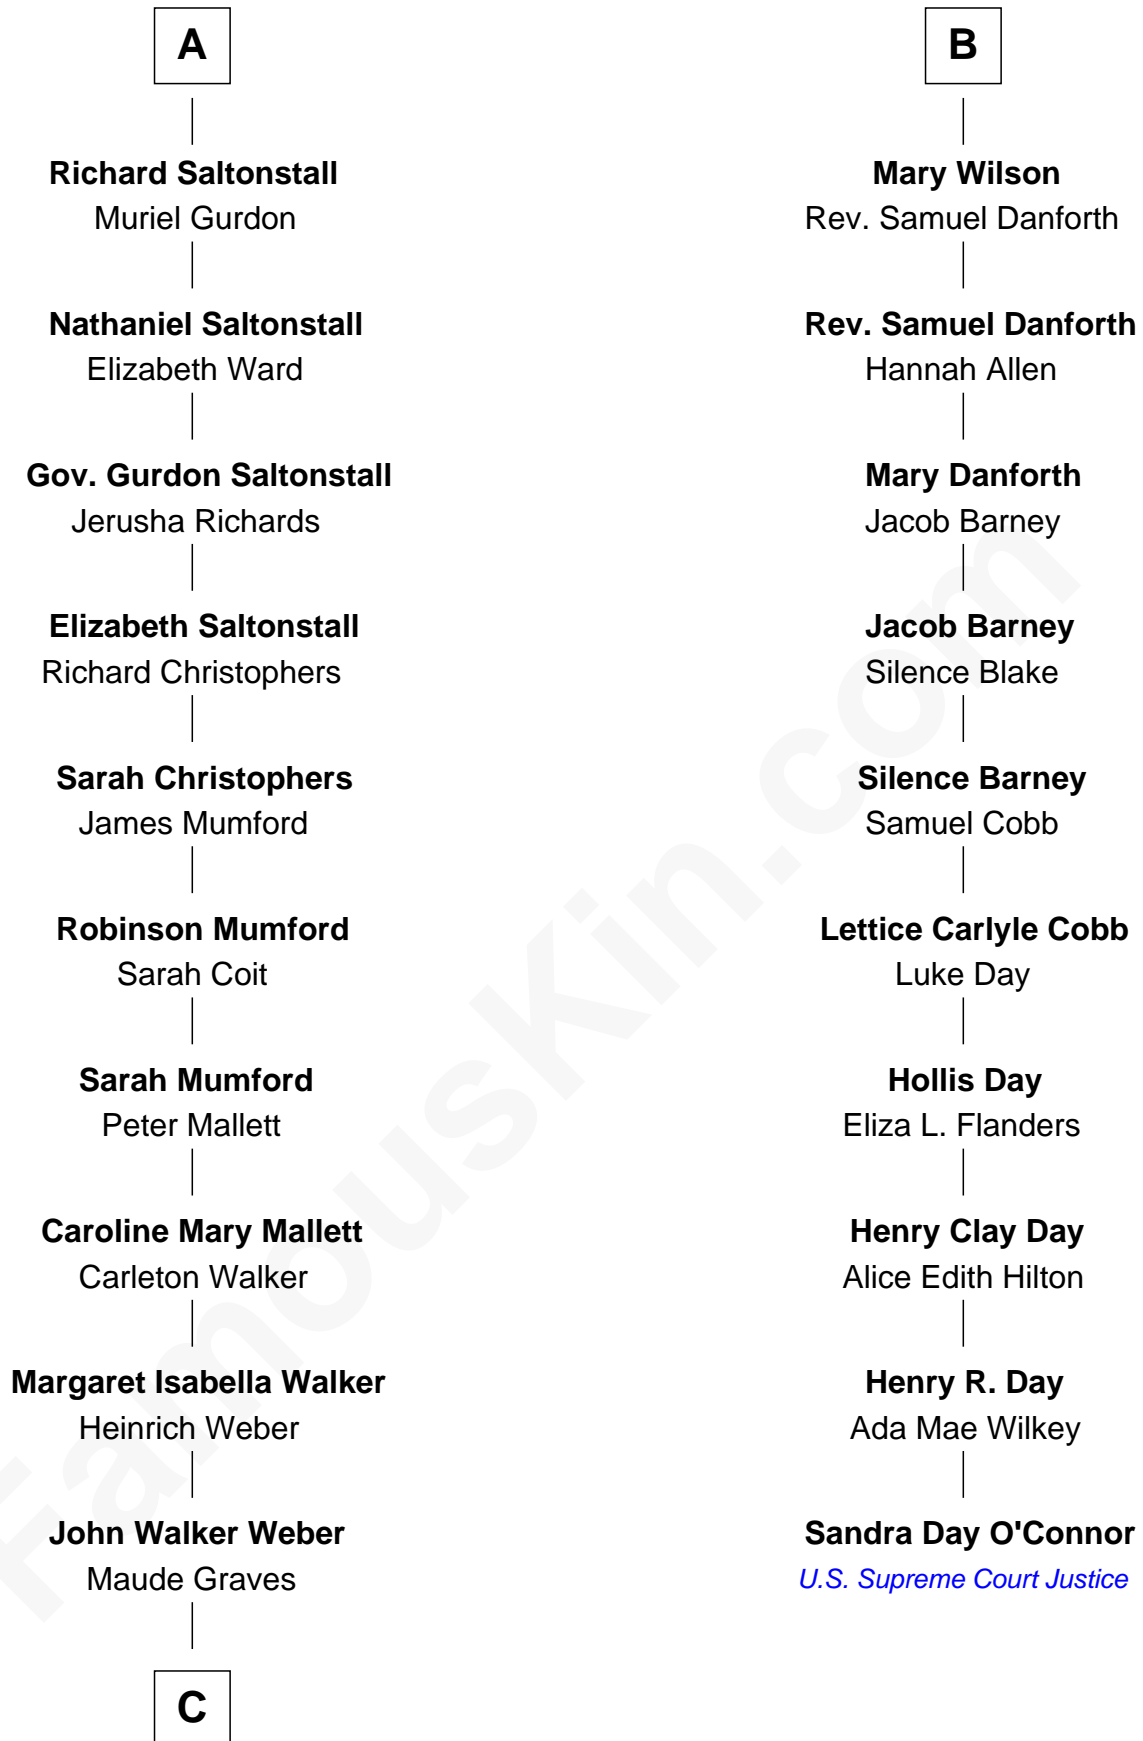 A
Richard Saltonstall
Muriel Gurdon
Nathaniel Saltonstall
Elizabeth Ward
Gov. Gurdon Saltonstall
Jerusha Richards
Elizabeth Saltonstall
Richard Christophers
Sarah Christophers
James Mumford
Robinson Mumford
Sarah Coit
Sarah Mumford
Peter Mallett
Caroline Mary Mallett
Carleton Walker
Margaret Isabella Walker
Heinrich Weber
John Walker Weber
Maude Graves
C
B
Mary Wilson
Rev. Samuel Danforth
Rev. Samuel Danforth
Hannah Allen
Mary Danforth
Jacob Barney
Jacob Barney
Silence Blake
Silence Barney
Samuel Cobb
Lettice Carlyle Cobb
Luke Day
Hollis Day
Eliza L. Flanders
Henry Clay Day
Alice Edith Hilton
Henry R. Day
Ada Mae Wilkey
Sandra Day O'Connor
U.S. Supreme Court Justice
FamousKin.com